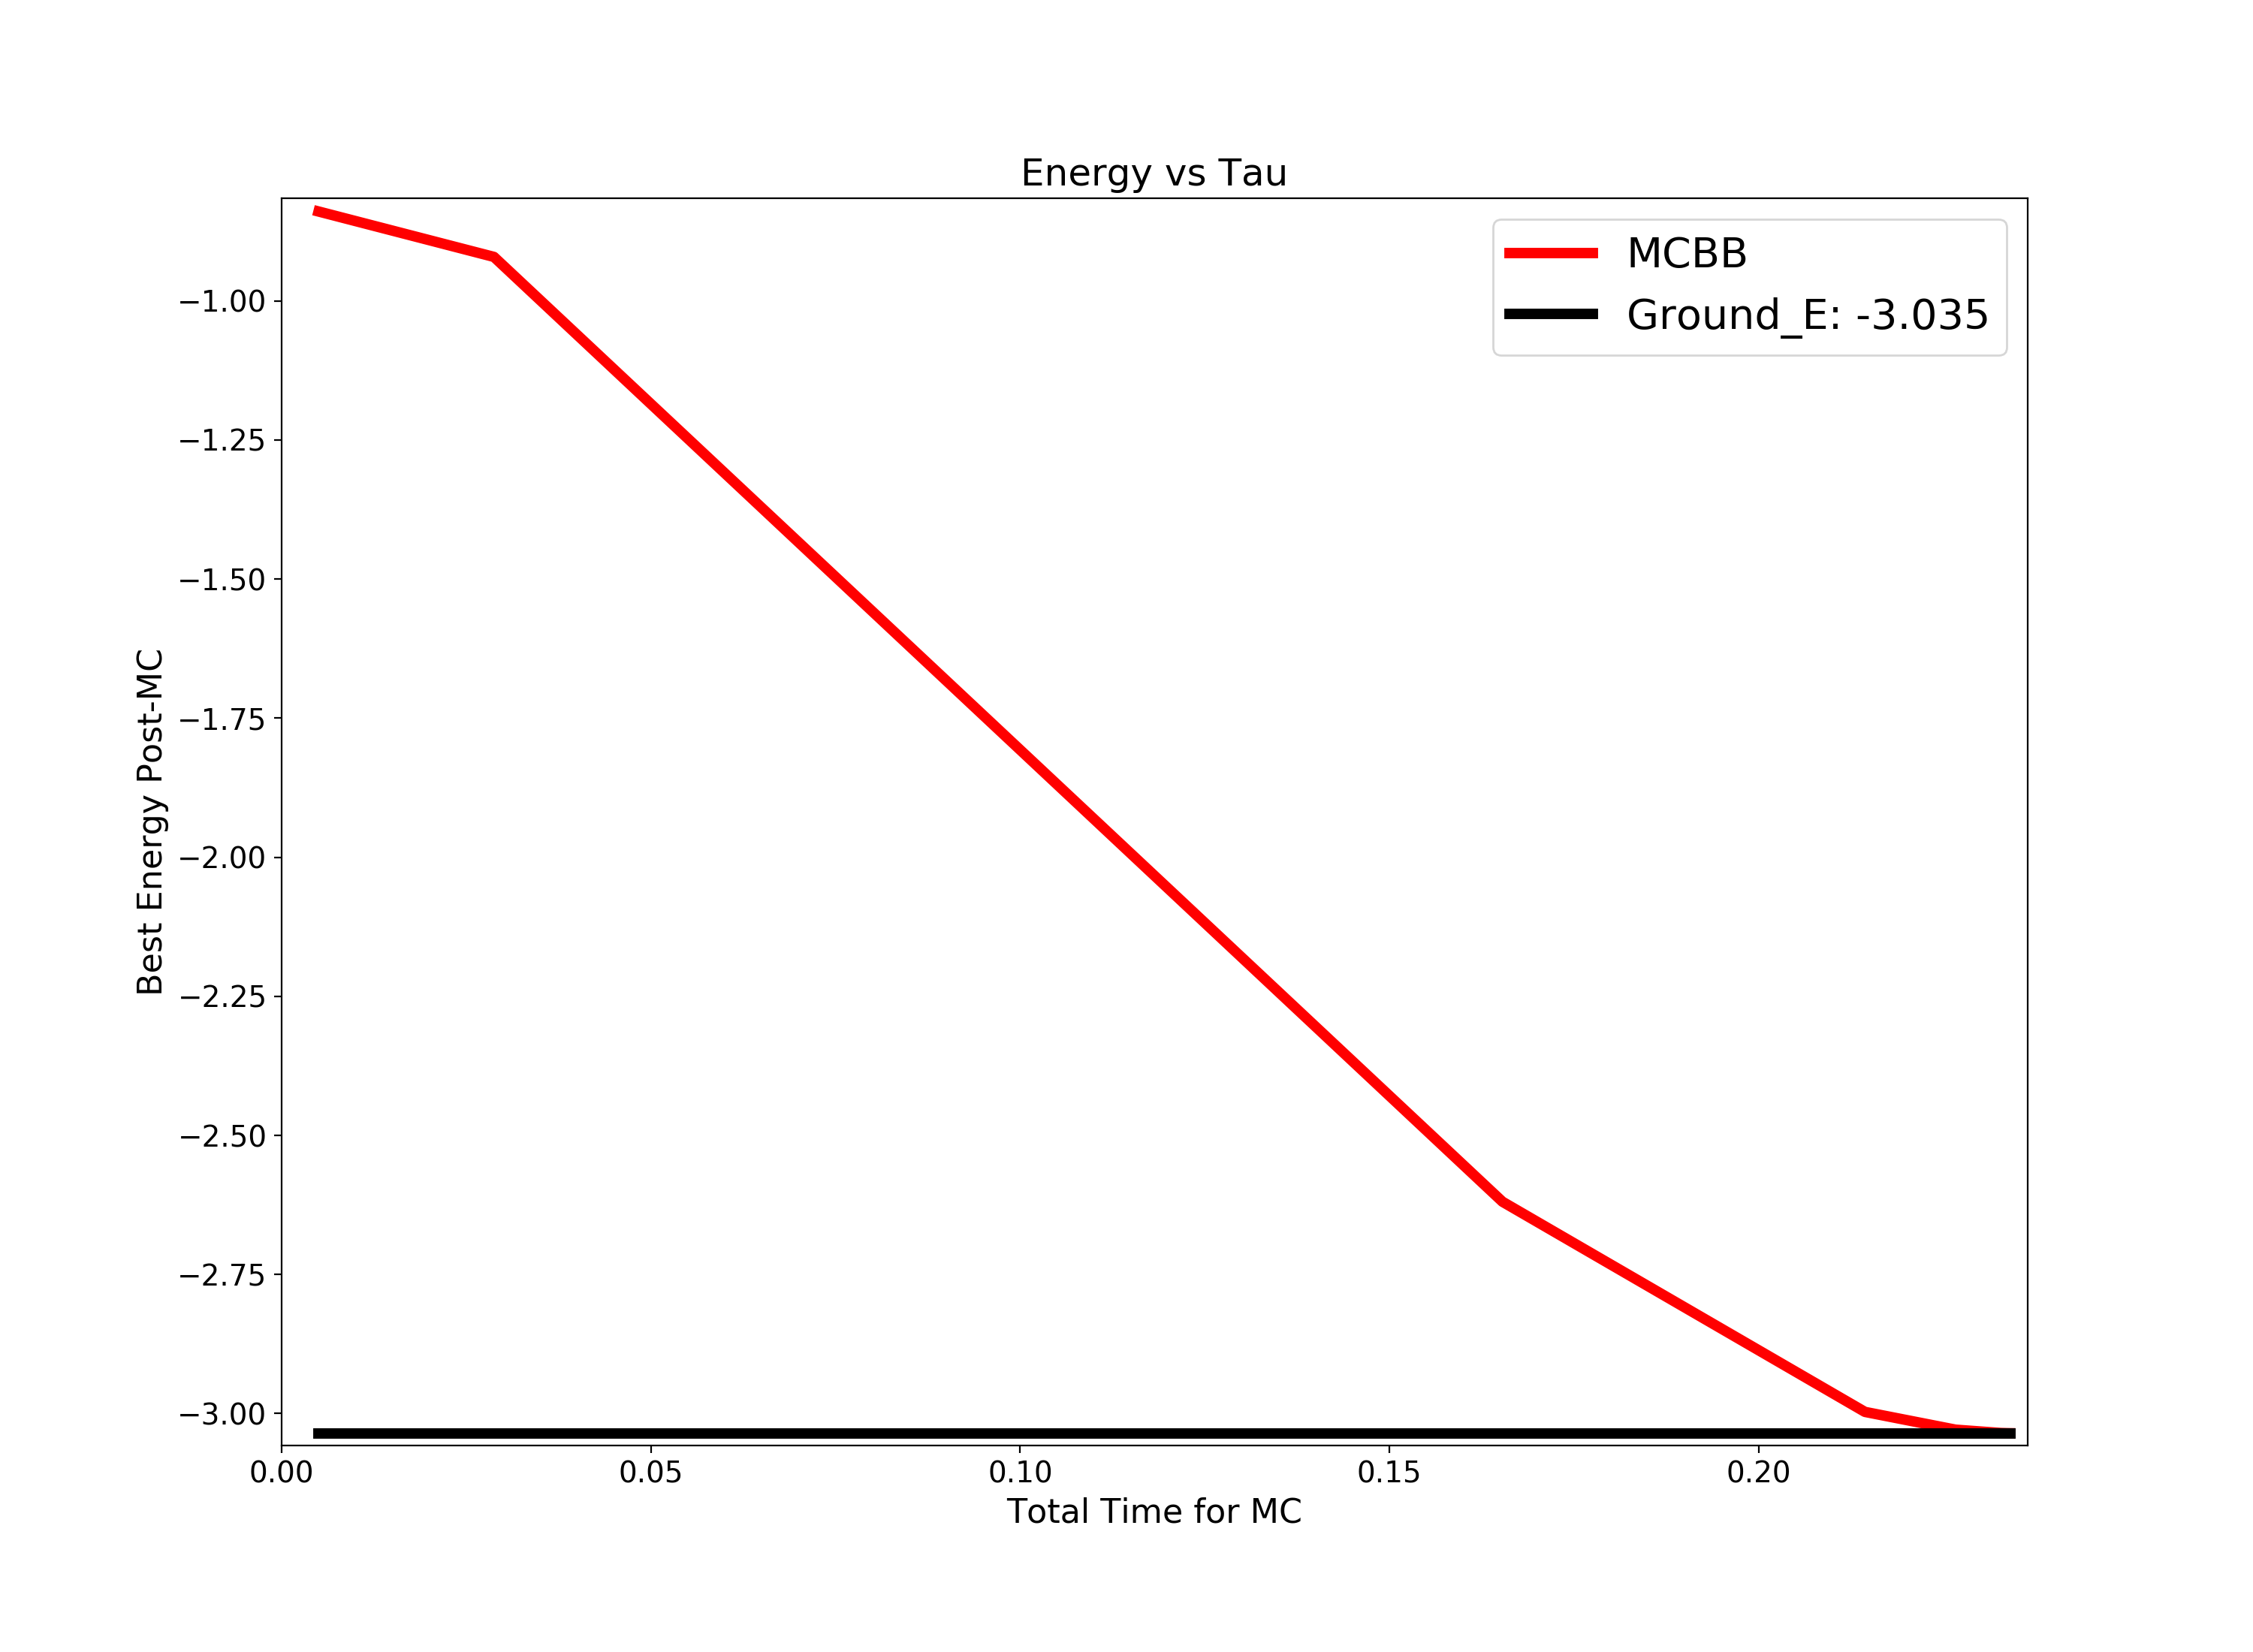 Energy vs Tau
MCBB
Ground_E: -3.035
Best Energy Post-MC
−1.00
−1.25
−1.50
−1.75
−2.00
−2.25
−2.50
−2.75
−3.00
0.00 0.05 0.10 0.15 0.20
Total Time for MC